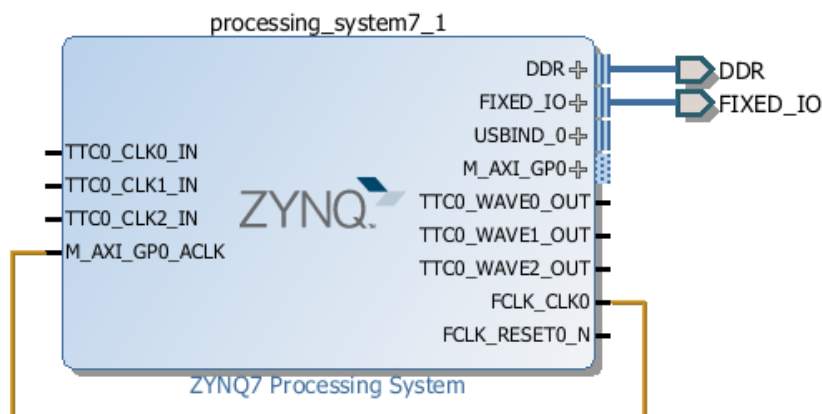 processing_system7_1
DDR
FIXED_IO
USBIND_0
M_AXI_GP0
TTC0_WAVE0_OUT
TTC0_WAVE1_OUT
TTC0_WAVE2_OUT
FCLK_CLK0
FCLK_RESET0_N
TTC0_CLK0_IN
TTC0_CLK1_IN
TTC0_CLK2_IN
M_AXI_GP0_ACLK
ZYNQ
DDR
FIXED_IO
ZYNQ7 Processing System